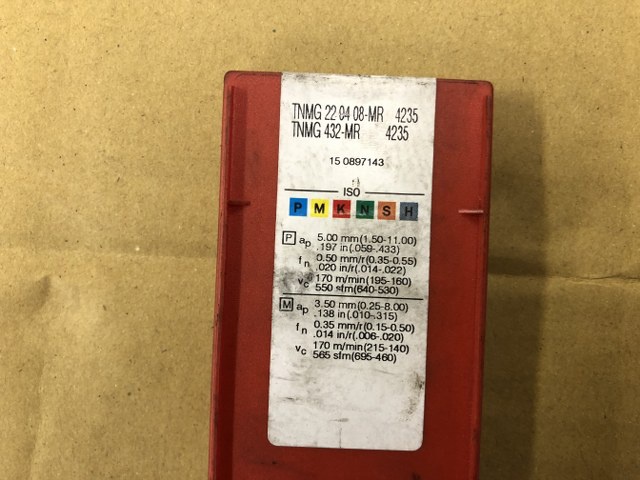 TNMG 22 04 08-MR 4235
TNMG 432-MR 4235
15 0897143
ISO
P M K N S H
P ap 5.00 mm(1.50-11.00)
.197 in(.059-.433)
fn 0.50 mm/r(0.35-0.55)
.020 in/r(.014-.022)
vc 170 m/min(195-160)
550 sfm(640-530)
M ap 3.50 mm(0.25-8.00)
.138 in(.010-.315)
fn 0.35 mm/r(0.15-0.50)
.014 in/r(.006-.020)
vc 170 m/min(215-140)
565 sfm(695-460)